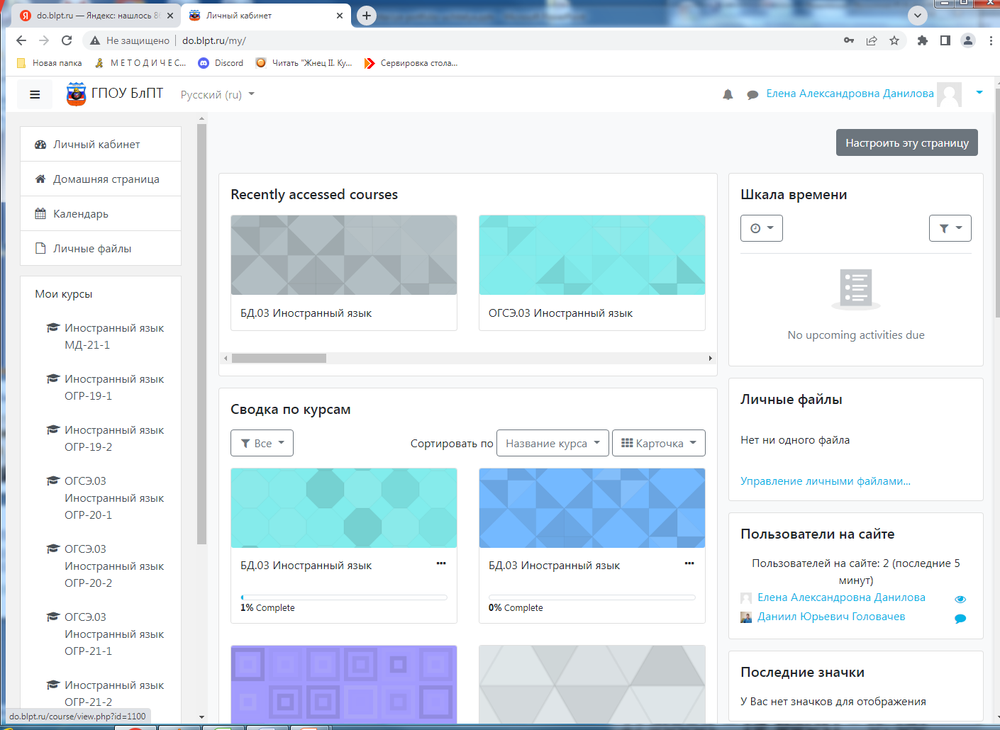 do.blpt.ru — Яндекс: нашлось 8
Личный кабинет
Не защищено
do.blpt.ru/my/
Новая папка
М Е Т О Д И Ч Е С...
Discord
Читать "Жнец II. Ку...
Сервировка стола...
ГПОУ БлПТ
Русский (ru)
Елена Александровна Данилова
Личный кабинет
Домашняя страница
Календарь
Личные файлы
Мои курсы
Иностранный язык
МД-21-1
Иностранный язык
ОГР-19-1
Иностранный язык
ОГР-19-2
ОГСЭ.03
Иностранный язык
ОГР-20-1
ОГСЭ.03
Иностранный язык
ОГР-20-2
ОГСЭ.03
Иностранный язык
ОГР-21-1
Иностранный язык
ОГР-21-2
do.blpt.ru/course/view.php?id=1100
Настроить эту страницу
Recently accessed courses
БД.03 Иностранный язык
ОГСЭ.03 Иностранный язык
Сводка по курсам
Все
Сортировать по
Название курса
Карточка
БД.03 Иностранный язык
1% Complete
БД.03 Иностранный язык
0% Complete
Шкала времени
No upcoming activities due
Личные файлы
Нет ни одного файла
Управление личными файлами...
Пользователи на сайте
Пользователей на сайте: 2 (последние 5
минут)
Елена Александровна Данилова
Даниил Юрьевич Головачев
Последние значки
У Вас нет значков для отображения